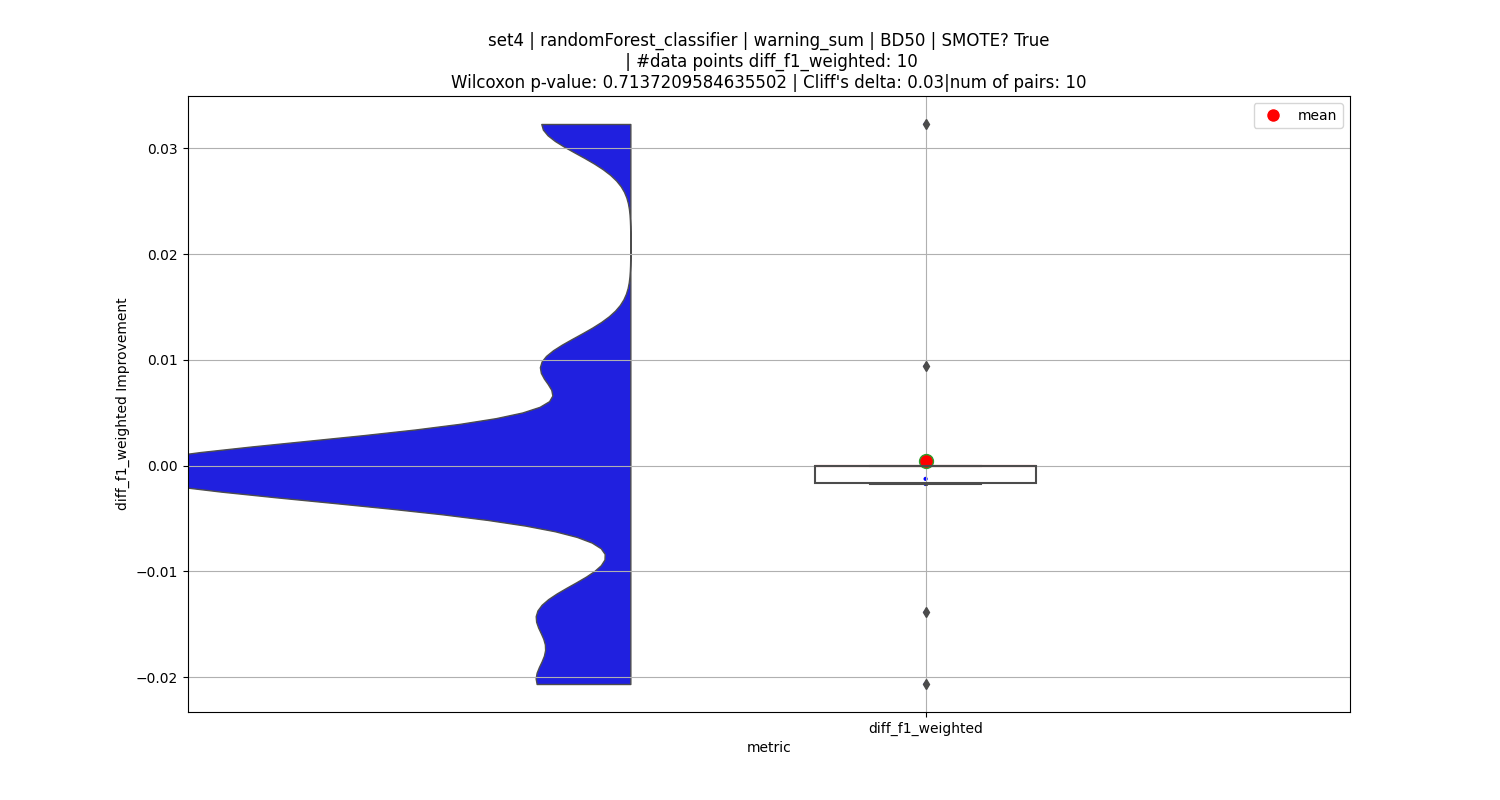 set4 | randomForest_classifier | warning_sum | BD50 | SMOTE? True
| #data points diff_f1_weighted: 10
Wilcoxon p-value: 0.7137209584635502 | Cliff's delta: 0.03|num of pairs: 10
mean
0.03
0.02
0.01
0.00
−0.01
−0.02
diff_f1_weighted Improvement
diff_f1_weighted
metric